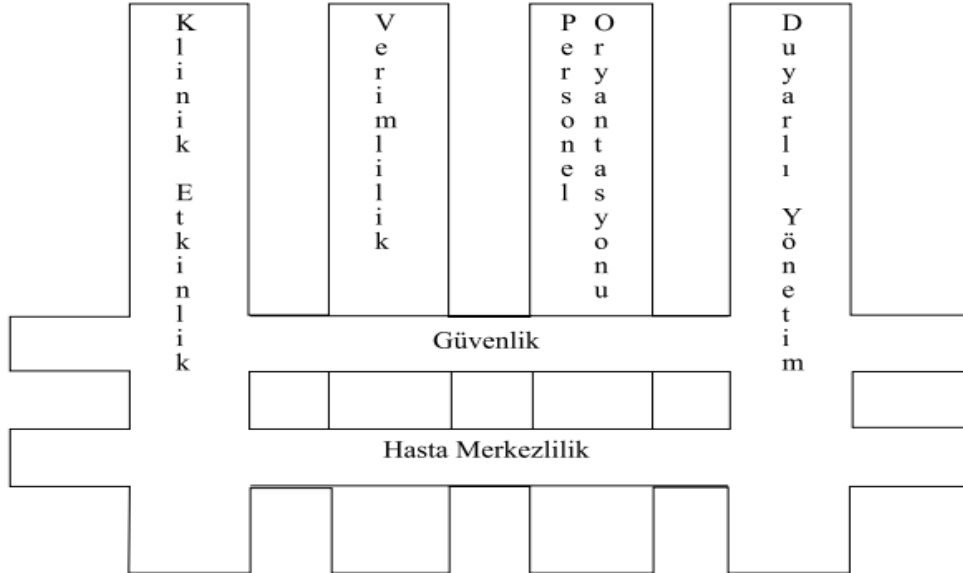 Klinik Etkinlik
Verimlilik
Personel
Oryantasyonu
Duyarlı Yönetim
Güvenlik
Hasta Merkezlilik